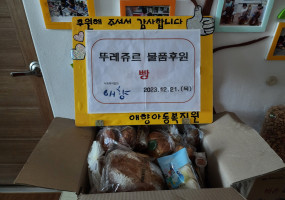 후원해 주셔서 감사합니다
뚜레쥬르 물품후원
빵
2023. 12. 21. (목)
애향아동복지원